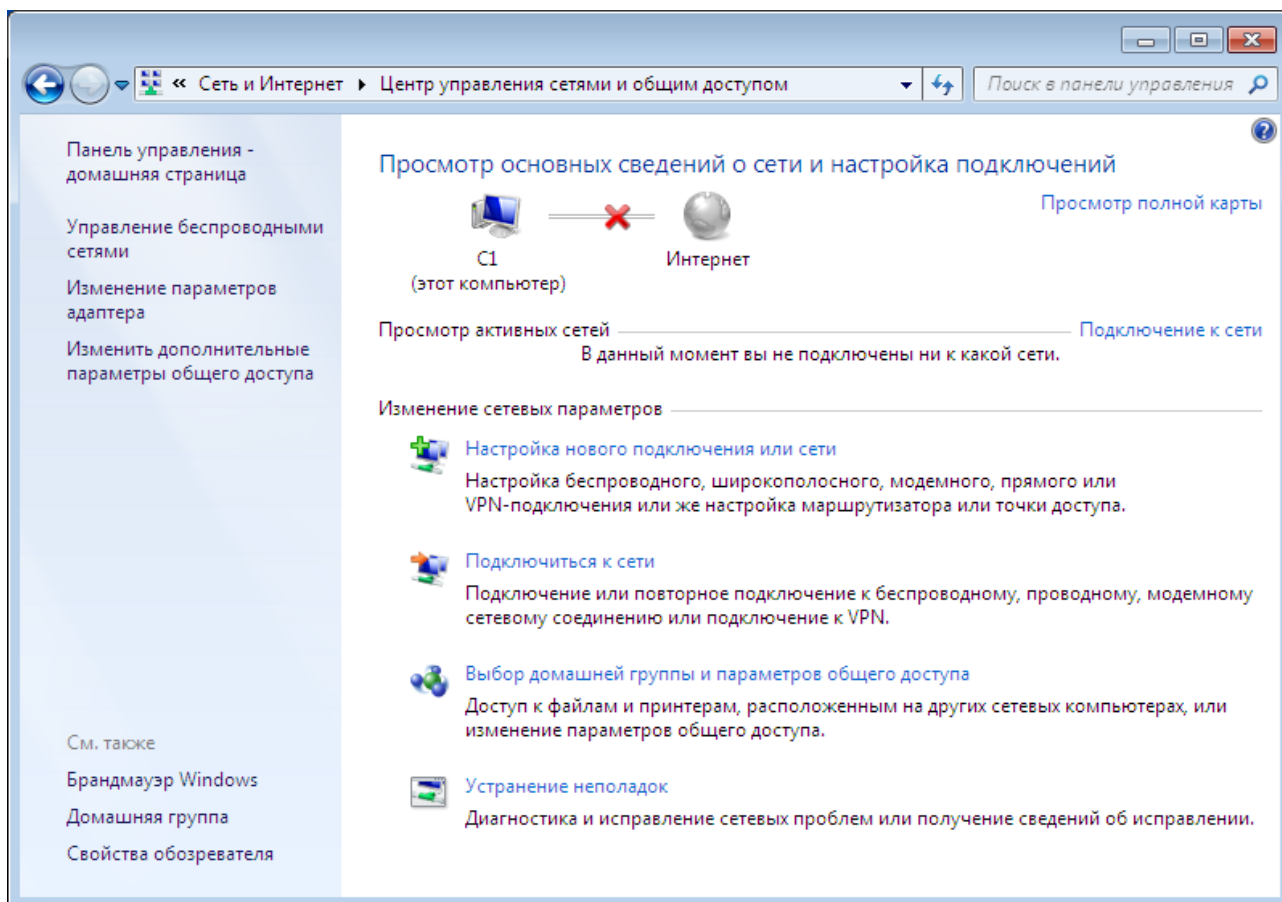 « Сеть и Интернет ▸ Центр управления сетями и общим доступом
Поиск в панели управления
Панель управления -
домашняя страница
Управление беспроводными
сетями
Изменение параметров
адаптера
Изменить дополнительные
параметры общего доступа
См. также
Брандмауэр Windows
Домашняя группа
Свойства обозревателя
Просмотр основных сведений о сети и настройка подключений
Просмотр полной карты
C1
(этот компьютер)
Интернет
Просмотр активных сетей
Подключение к сети
В данный момент вы не подключены ни к какой сети.
Изменение сетевых параметров
Настройка нового подключения или сети
Настройка беспроводного, широкополосного, модемного, прямого или
VPN-подключения или же настройка маршрутизатора или точки доступа.
Подключиться к сети
Подключение или повторное подключение к беспроводному, проводному, модемному
сетевому соединению или подключение к VPN.
Выбор домашней группы и параметров общего доступа
Доступ к файлам и принтерам, расположенным на других сетевых компьютерах, или
изменение параметров общего доступа.
Устранение неполадок
Диагностика и исправление сетевых проблем или получение сведений об исправлении.